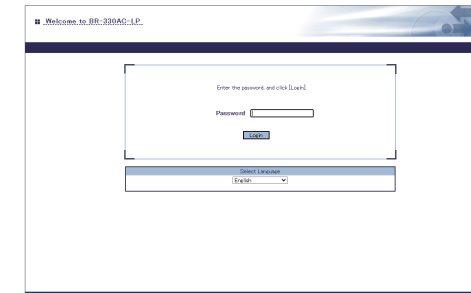 Welcome to BR-330AC-LP
Enter the password, and click [Login].
Password
Login
Select Language
English